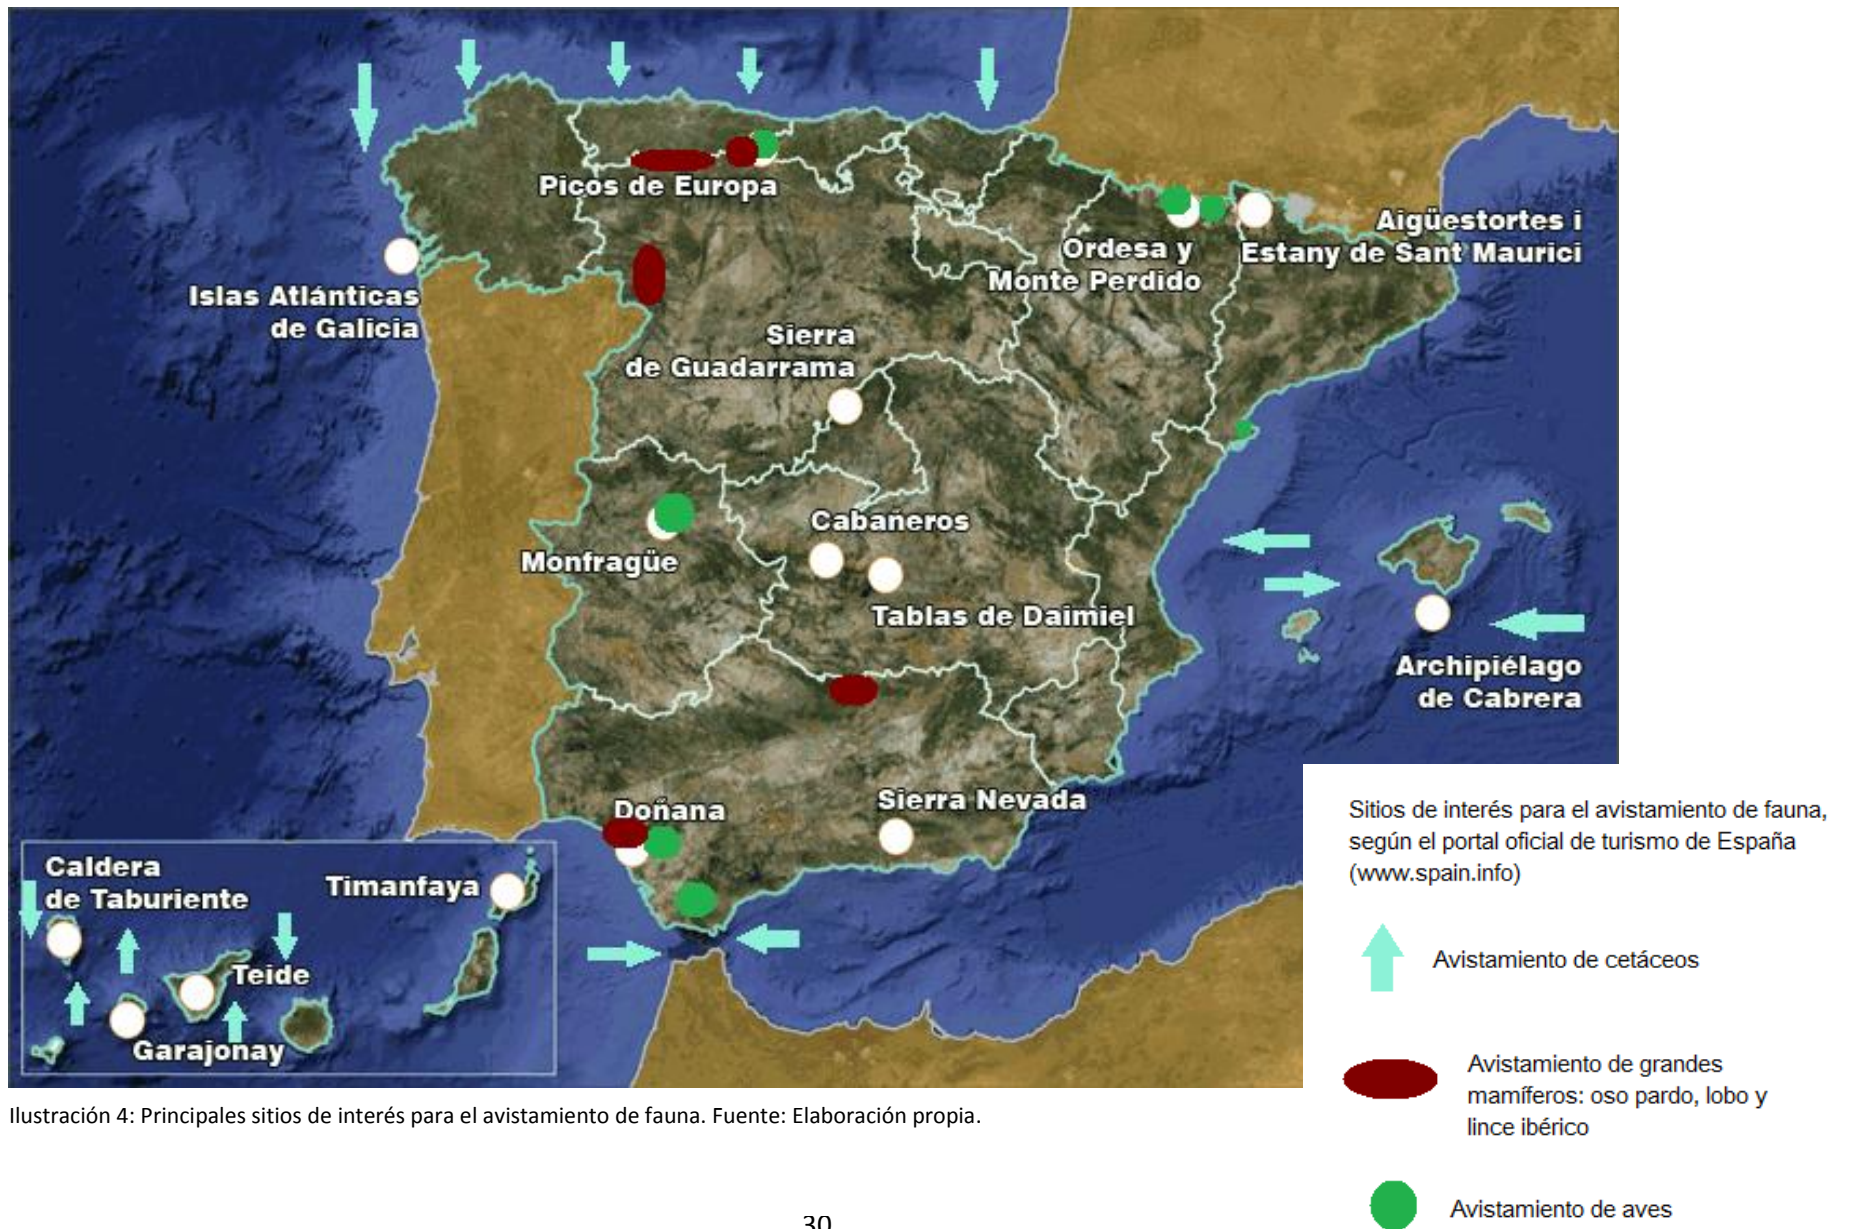 Picos de Europa
Aigüestortes i
Estany de Sant Maurici
Ordesa y
Monte Perdido
Islas Atlánticas
de Galicia
Sierra
de Guadarrama
Cabañeros
Monfragüe
Tablas de Daimiel
Archipiélago
de Cabrera
Doñana
Sierra Nevada
Caldera
de Taburiente
Timanfaya
Teide
Garajonay
Sitios de interés para el avistamiento de fauna,
según el portal oficial de turismo de España
(www.spain.info)
Avistamiento de cetáceos
Avistamiento de grandes
mamíferos: oso pardo, lobo y
lince ibérico
Avistamiento de aves
Ilustración 4: Principales sitios de interés para el avistamiento de fauna. Fuente: Elaboración propia.
30